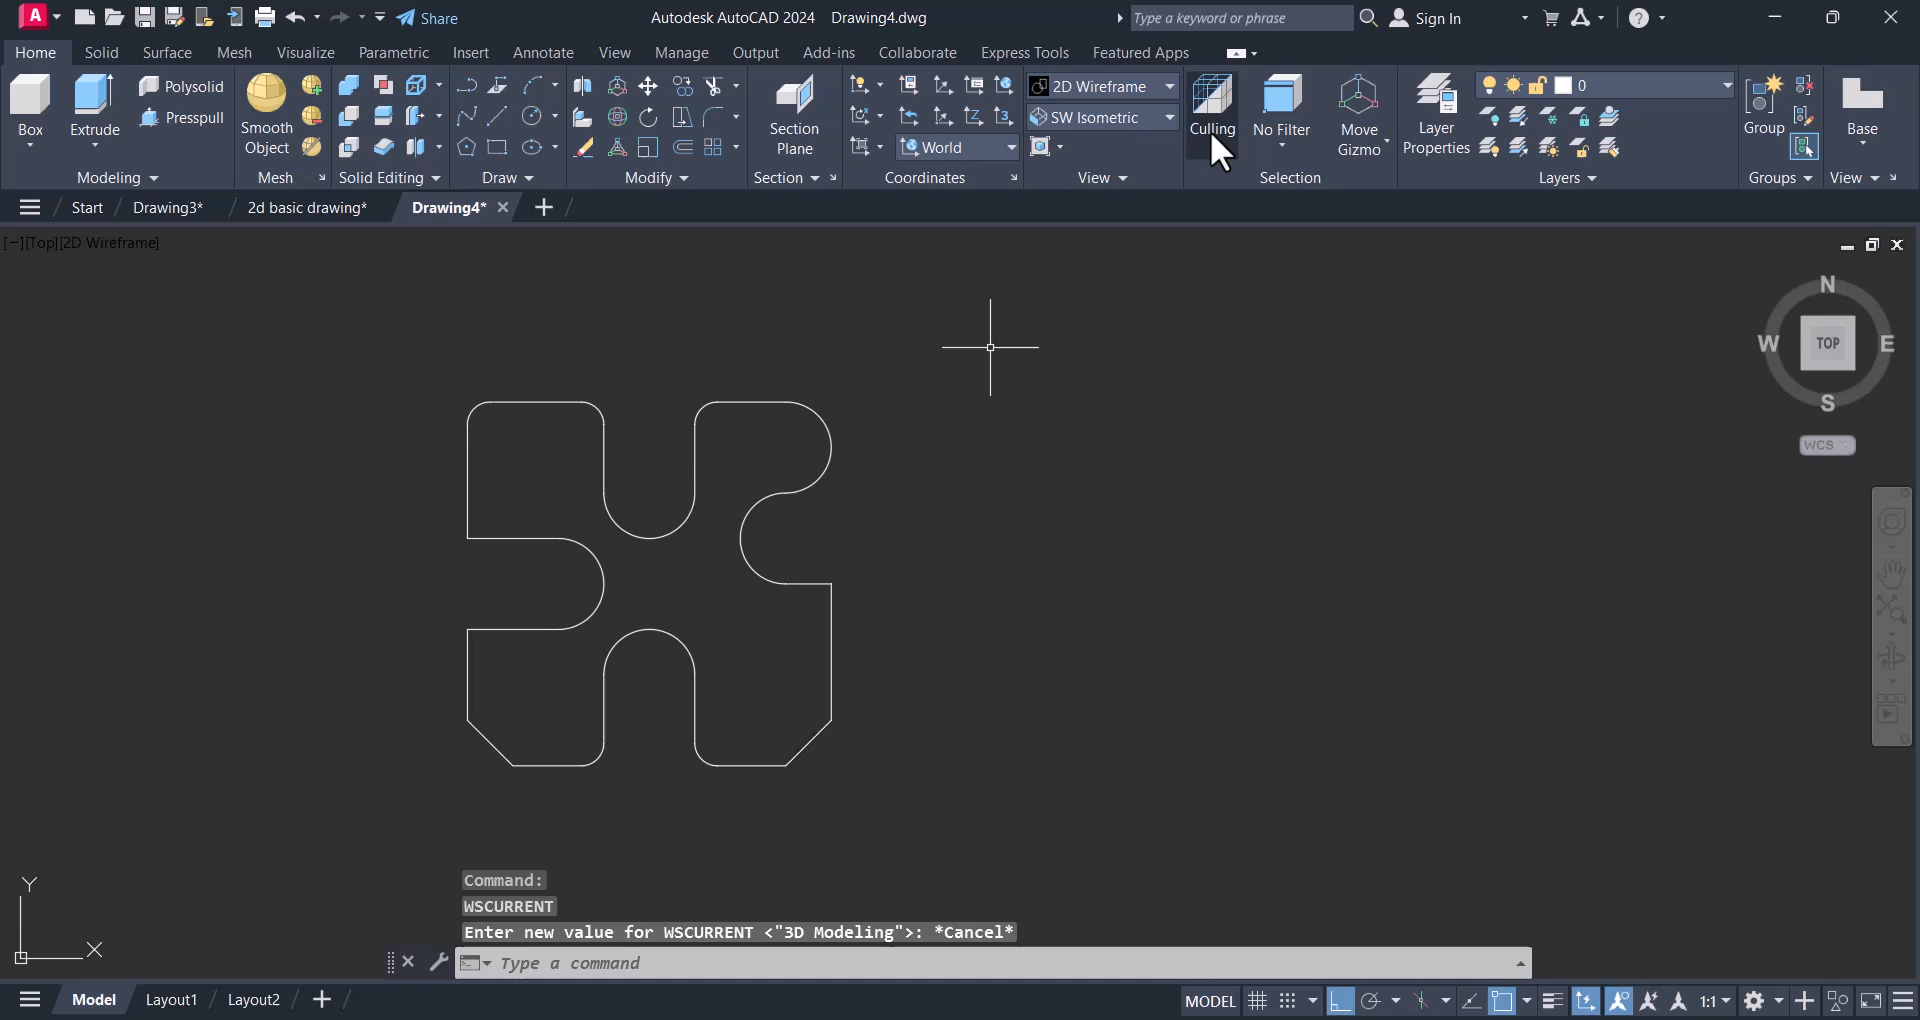 A Share Autodesk AutoCAD 2024 Drawing4.dwg Type a keyword or phrase Sign In
Home Solid Surface Mesh Visualize Parametric Insert Annotate View Manage Output Add-ins Collaborate Express Tools Featured Apps
Box
Extrude
Polysolid
Presspull
Modeling
Smooth
Object
Mesh
Solid Editing
Draw
Modify
Section
Plane
Section
World
Coordinates
2D Wireframe
SW Isometric
View
Culling
No Filter
Move
Gizmo
Selection
Layer
Properties
0
Layers
Group
Groups
Base
View
Start Drawing3* 2d basic drawing* Drawing4*
[−][Top][2D Wireframe]
N
W TOP E
S
WCS
Y
X
Command:
WSCURRENT
Enter new value for WSCURRENT <"3D Modeling">: *Cancel*
Type a command
Model Layout1 Layout2 MODEL 1:1